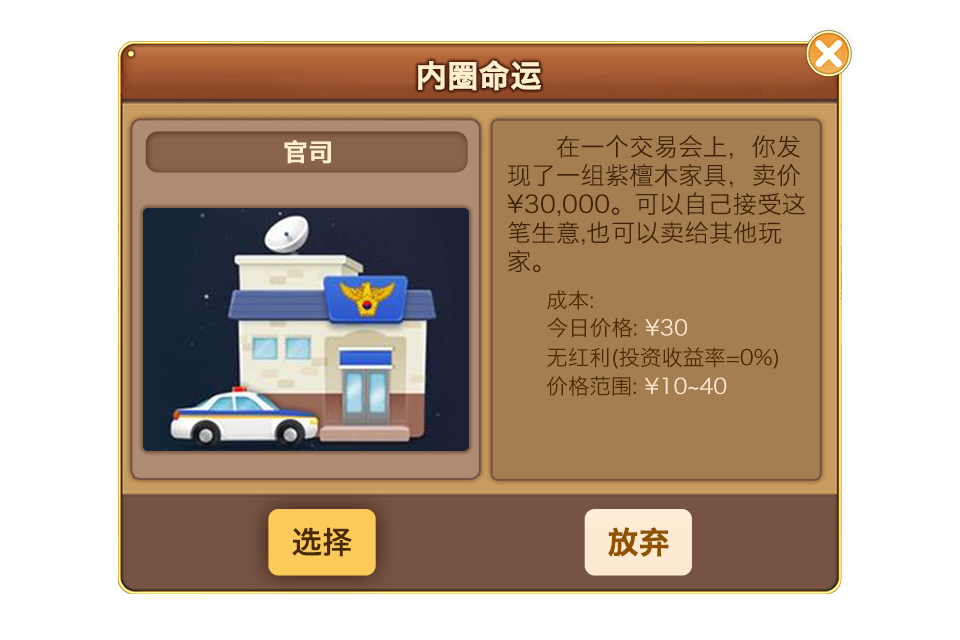 内圈命运
官司
在一个交易会上，你发
现了一组紫檀木家具，卖价
¥30,000。可以自己接受这
笔生意,也可以卖给其他玩
家。
成本:
今日价格: ¥30
无红利(投资收益率=0%)
价格范围: ¥10~40
选择
放弃